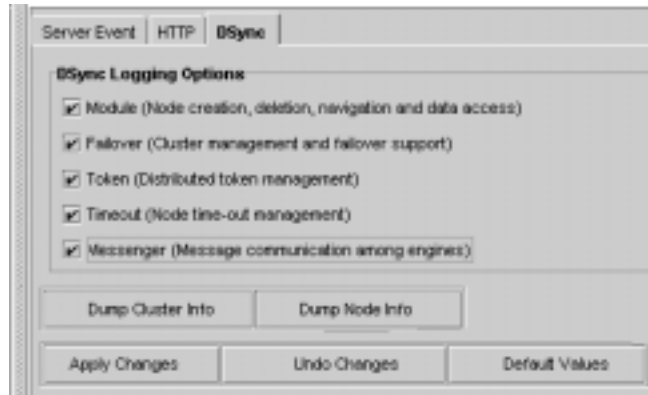 Server Event HTTP DSync
DSync Logging Options
Module (Node creation, deletion, navigation and data access)
Failover (Cluster management and failover support)
Token (Distributed token management)
Timeout (Node time-out management)
Messenger (Message communication among engines)
Dump Cluster Info Dump Node Info
Apply Changes Undo Changes Default Values